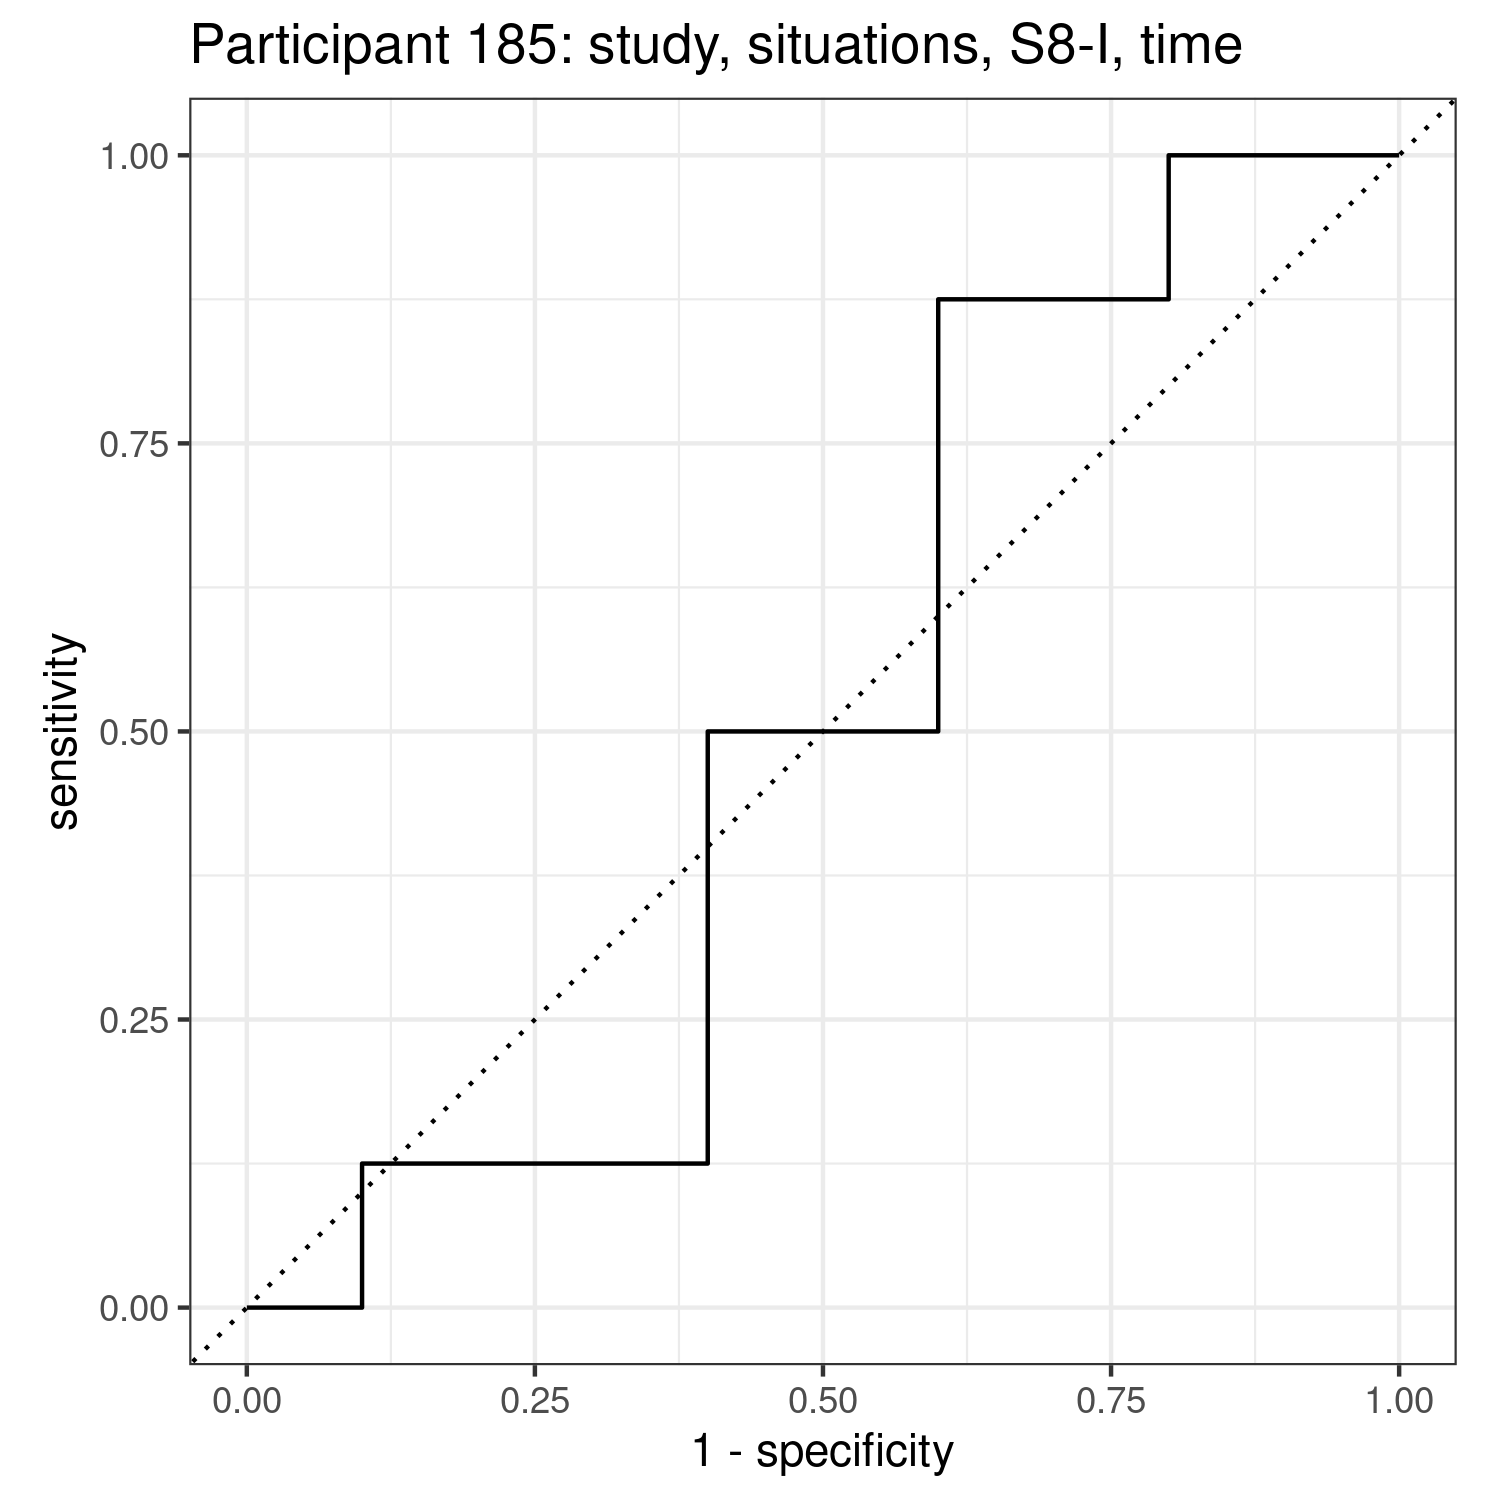 Participant 185: study, situations, S8-I, time
sensitivity
1.00
0.75
0.50
0.25
0.00
0.00 0.25 0.50 0.75 1.00
1 - specificity